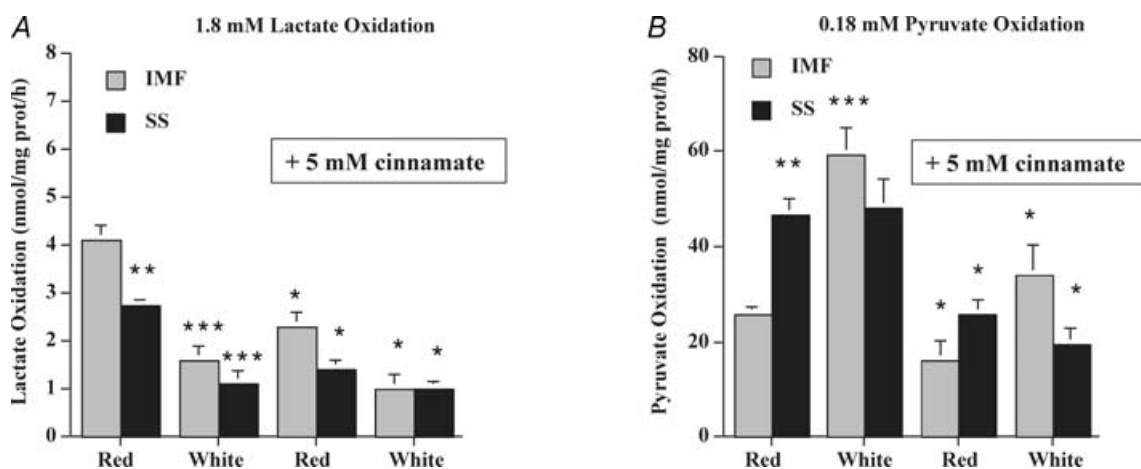 A
1.8 mM Lactate Oxidation
Lactate Oxidation (nmol/mg prot/h)
8
7
6
5
4
3
2
1
0
IMF
SS
+ 5 mM cinnamate
**
***
***
*
*
*
*
Red White Red White
B
0.18 mM Pyruvate Oxidation
Pyruvate Oxidation (nmol/mg prot/h)
80
60
40
20
0
IMF
SS
+ 5 mM cinnamate
**
***
*
*
*
*
Red White Red White